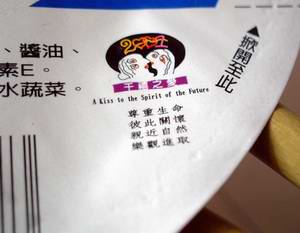 、醬油、
素E。
水蔬菜。
千禧之愛
A Kiss to the Spirit of the Future
尊重生命
彼此關懷
親近自然
樂觀進取
▲掀開至此